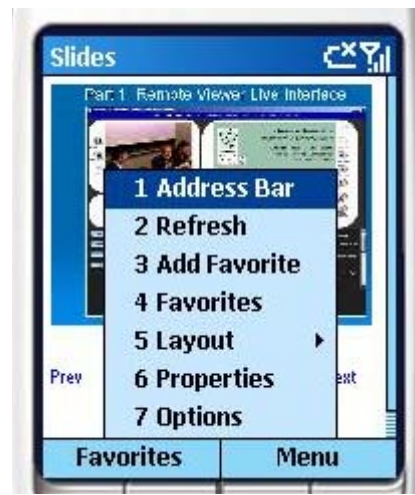 Slides
Part 1 Remote Viewer Live Interface
1 Address Bar
2 Refresh
3 Add Favorite
4 Favorites
5 Layout
6 Properties
7 Options
Prev
ext
Favorites
Menu